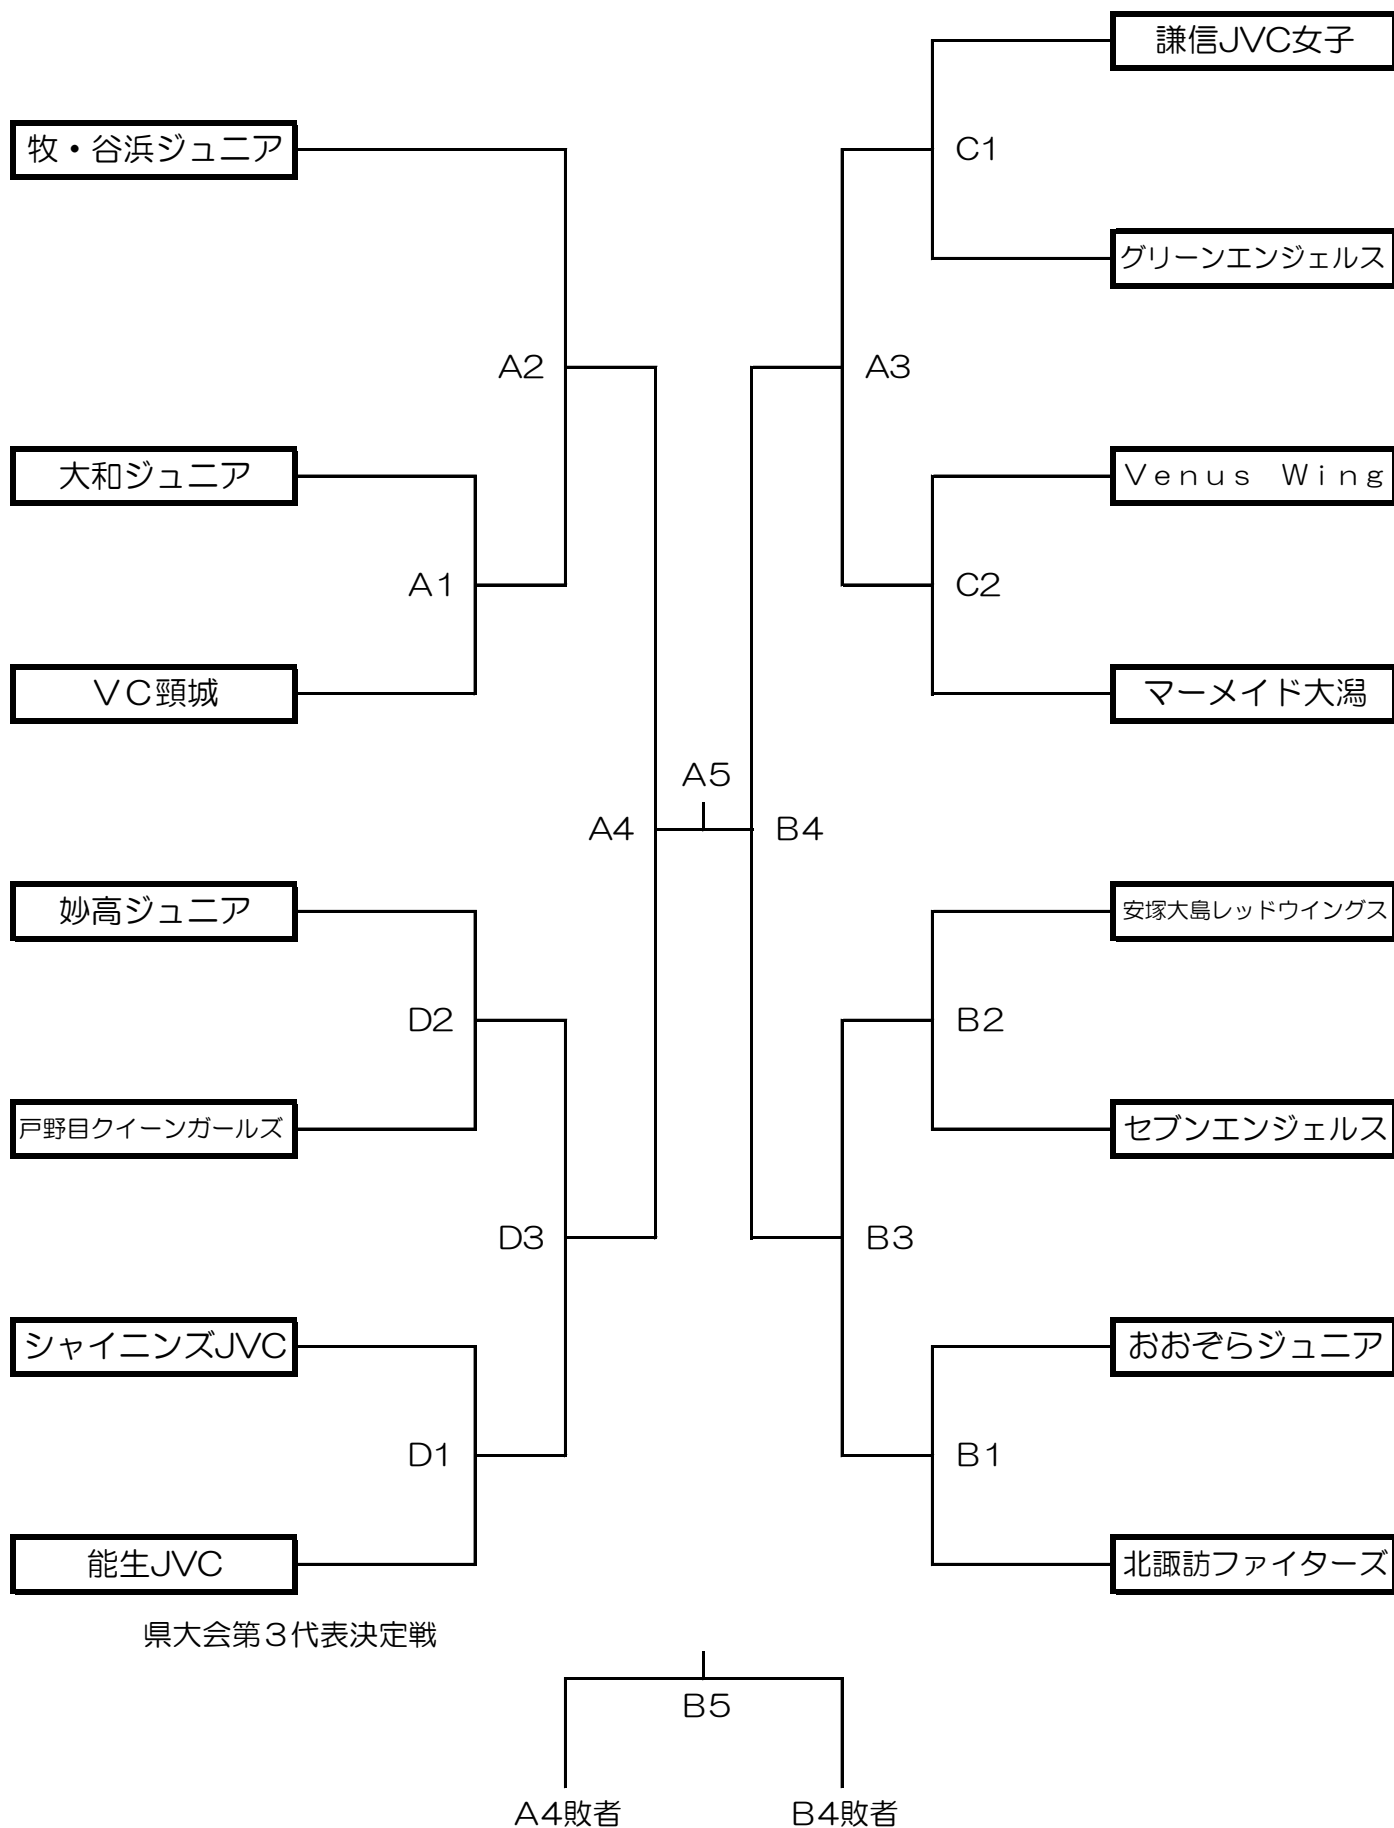 謙信JVC女子
牧・谷浜ジュニア
C1
グリーンエンジェルス
A2
A3
大和ジュニア
Ｖｅｎｕｓ　Ｗｉｎｇ
A1
C2
ＶＣ頸城
マーメイド大潟
A5
A4
B4
妙高ジュニア
安塚大島レッドウイングス
D2
B2
戸野目クイーンガールズ
セブンエンジェルス
D3
B3
シャイニンズJVC
おおぞらジュニア
D1
B1
能生JVC
北諏訪ファイターズ
県大会第３代表決定戦
B5
A4敗者
B4敗者